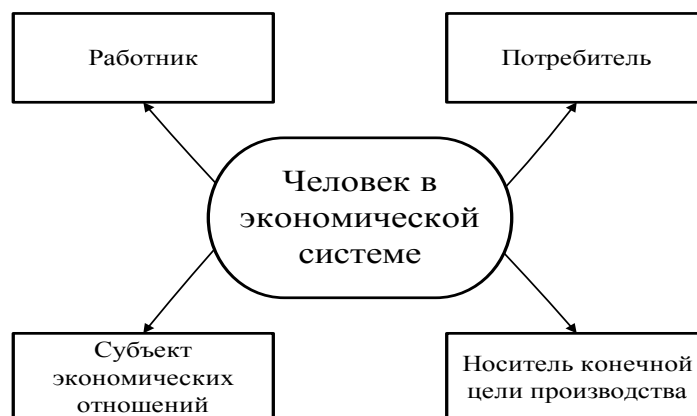 Работник
Потребитель
Человек в
экономической
системе
Субъект
экономических
отношений
Носитель конечной
цели производства